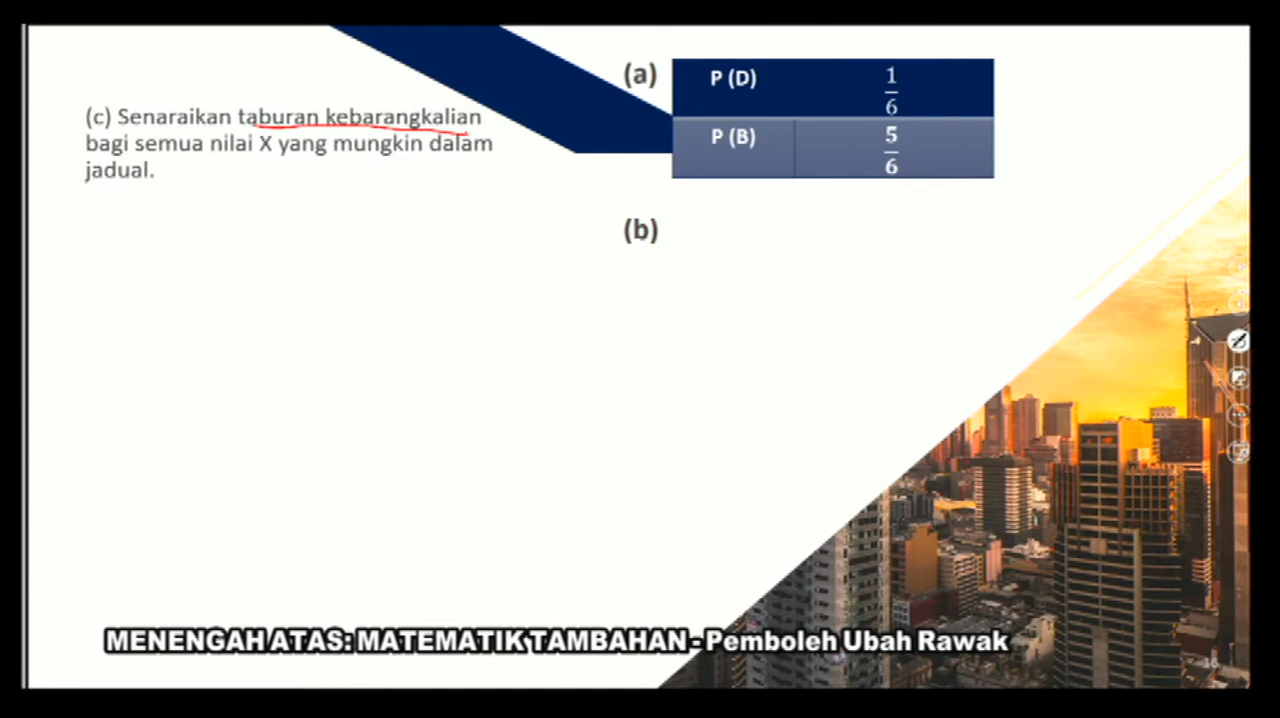 (c) Senaraikan taburan kebarangkalian
bagi semua nilai X yang mungkin dalam
jadual.
(a)
P (D) 1/6
P (B) 5/6
(b)
MENENGAH ATAS: MATEMATIK TAMBAHAN - Pemboleh Ubah Rawak
16